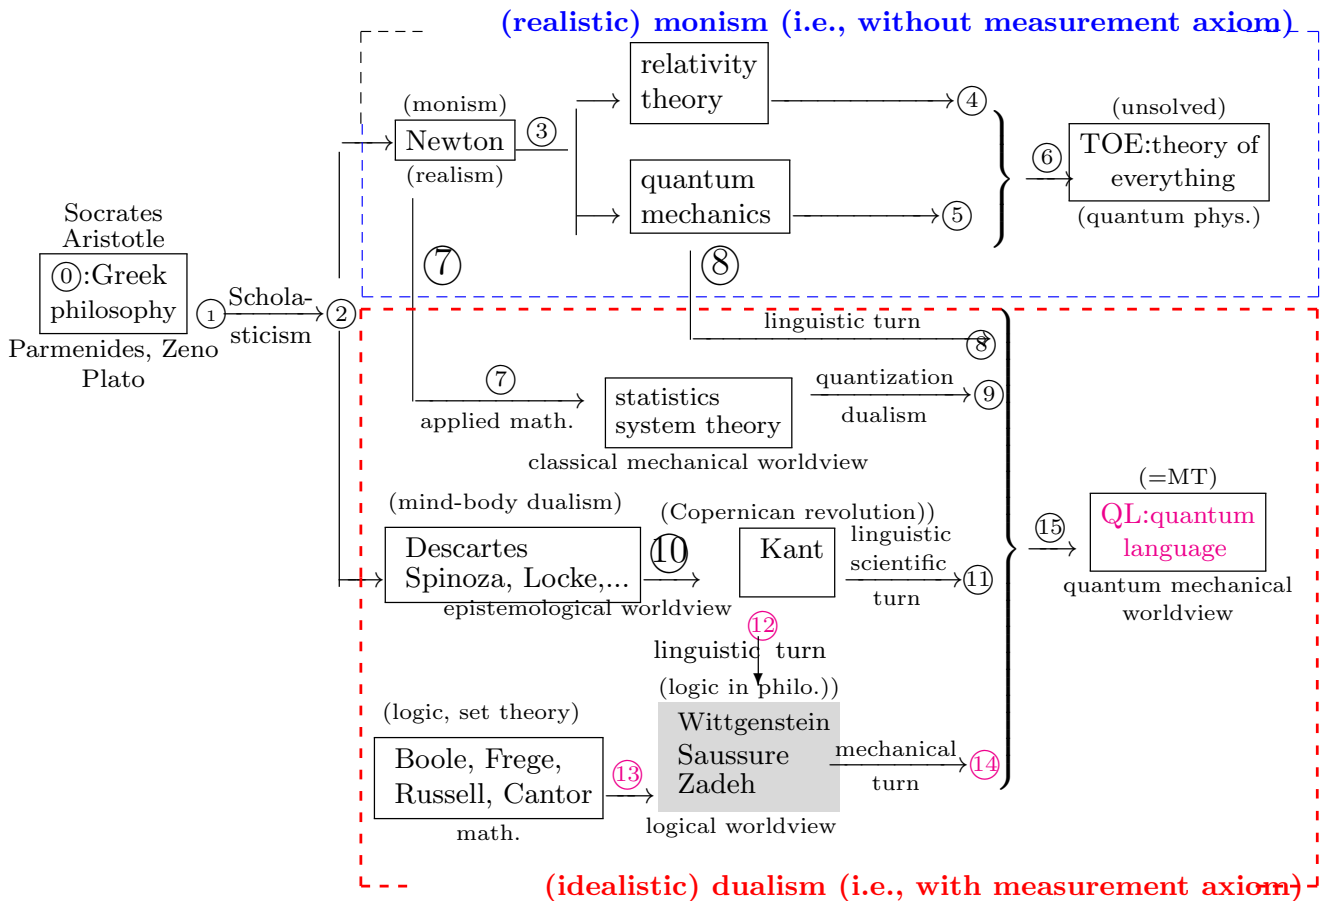 (realistic) monism (i.e., without measurement axiom)
relativity
theory
④
(monism)
Newton
(realism)
③
quantum
mechanics
⑤
(unsolved)
⑥
TOE:theory of
everything
(quantum phys.)
Socrates
Aristotle
⓪:Greek
philosophy
Parmenides, Zeno
Plato
①
Schola-
sticism
②
⑦
⑧
linguistic turn
⑧
⑦
applied math.
statistics
system theory
classical mechanical worldview
quantization
dualism
⑨
(mind-body dualism)
Descartes
Spinoza, Locke,...
epistemological worldview
⑩
(Copernican revolution))
Kant
linguistic
scientific
turn
⑪
⑮
(=MT)
QL:quantum
language
quantum mechanical
worldview
⑫
linguistic turn
(logic in philo.))
(logic, set theory)
Boole, Frege,
Russell, Cantor
math.
⑬
Wittgenstein
Saussure
Zadeh
logical worldview
mechanical
turn
⑭
(idealistic) dualism (i.e., with measurement axiom)